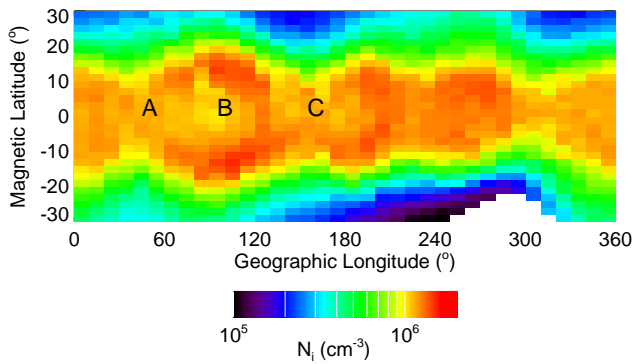 30
20
10
0
-10
-20
-30
Magnetic Latitude (°)
A B C
0 60 120 180 240 300 360
Geographic Longitude (°)
10⁵ 10⁶
Nᵢ (cm⁻³)